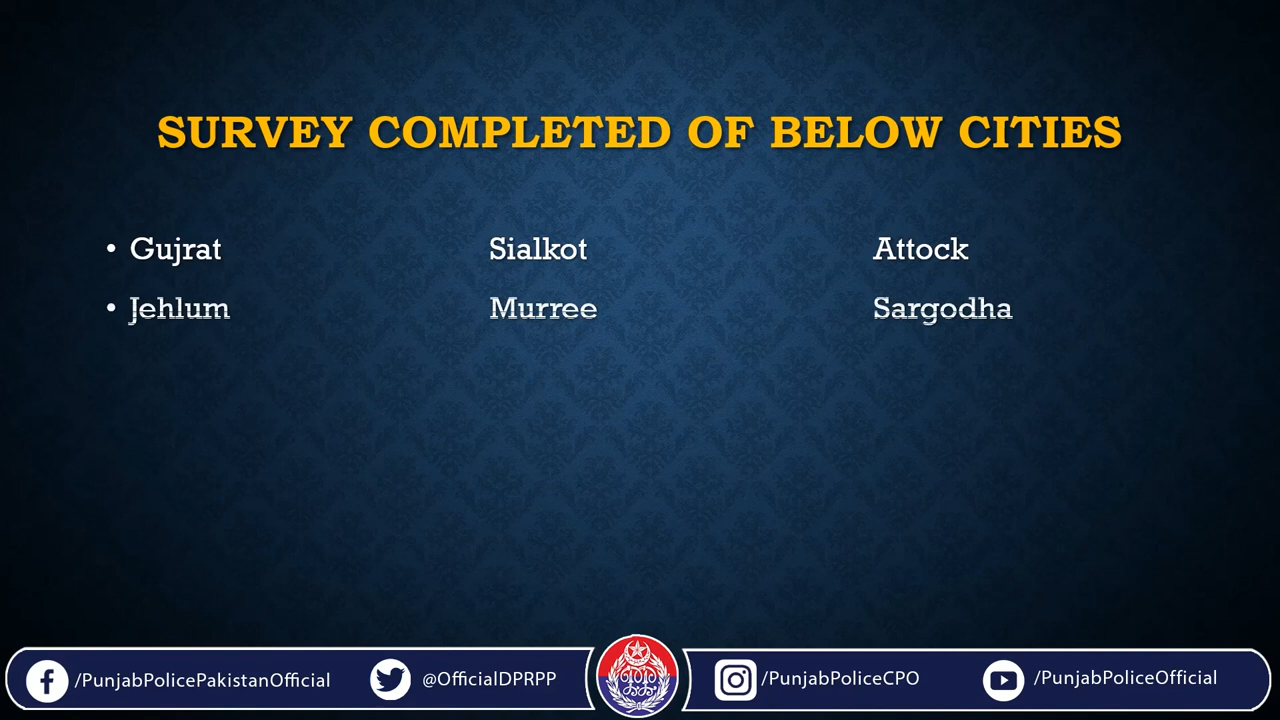 SURVEY COMPLETED OF BELOW CITIES
• Gujrat Sialkot Attock
• Jehlum Murree Sargodha
/PunjabPolicePakistanOfficial @OfficialDPRPP /PunjabPoliceCPO /PunjabPoliceOfficial